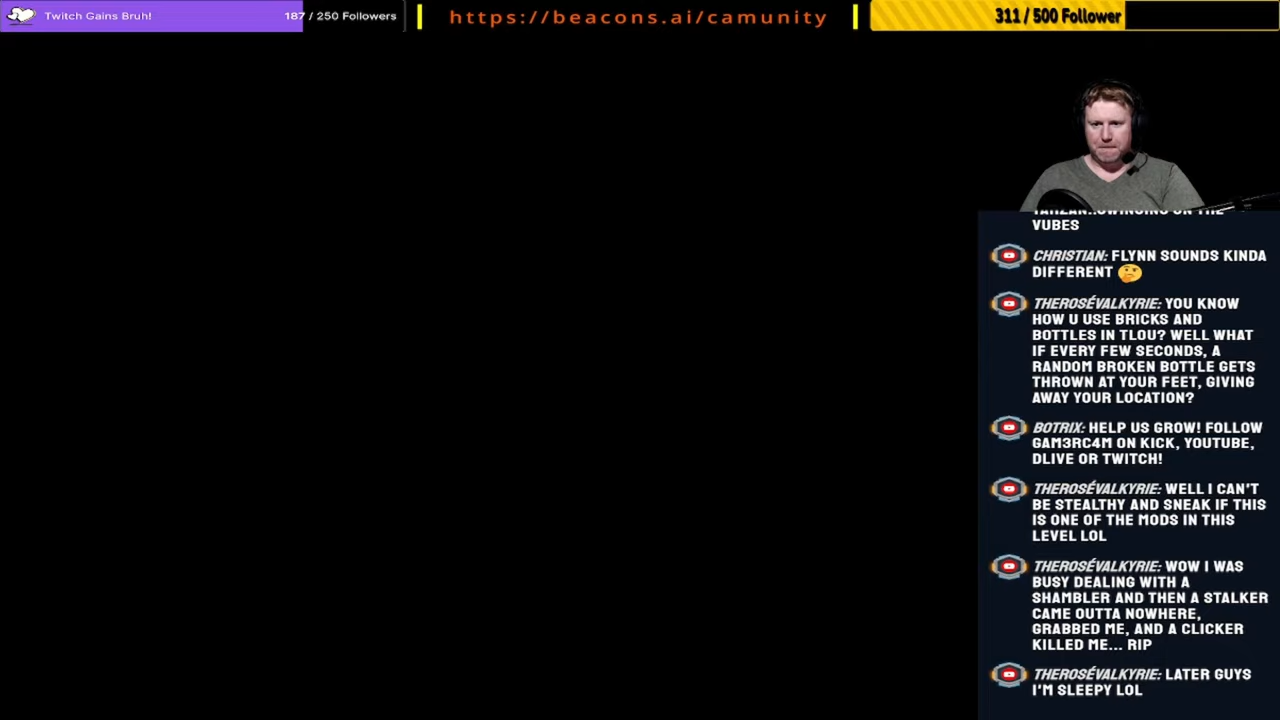 Twitch Gains Bruh!
187 / 250 Followers
https://beacons.ai/camunity
311 / 500 Follower
TARZAN..SWINGING ON THE
VUBES
CHRISTIAN: FLYNN SOUNDS KINDA
DIFFERENT 🤔
THEROSÉVALKYRIE: YOU KNOW
HOW U USE BRICKS AND
BOTTLES IN TLOU? WELL WHAT
IF EVERY FEW SECONDS, A
RANDOM BROKEN BOTTLE GETS
THROWN AT YOUR FEET, GIVING
AWAY YOUR LOCATION?
BOTRIX: HELP US GROW! FOLLOW
GAM3RC4M ON KICK, YOUTUBE,
DLIVE OR TWITCH!
THEROSÉVALKYRIE: WELL I CAN'T
BE STEALTHY AND SNEAK IF THIS
IS ONE OF THE MODS IN THIS
LEVEL LOL
THEROSÉVALKYRIE: WOW I WAS
BUSY DEALING WITH A
SHAMBLER AND THEN A STALKER
CAME OUTTA NOWHERE,
GRABBED ME, AND A CLICKER
KILLED ME... RIP
THEROSÉVALKYRIE: LATER GUYS
I'M SLEEPY LOL